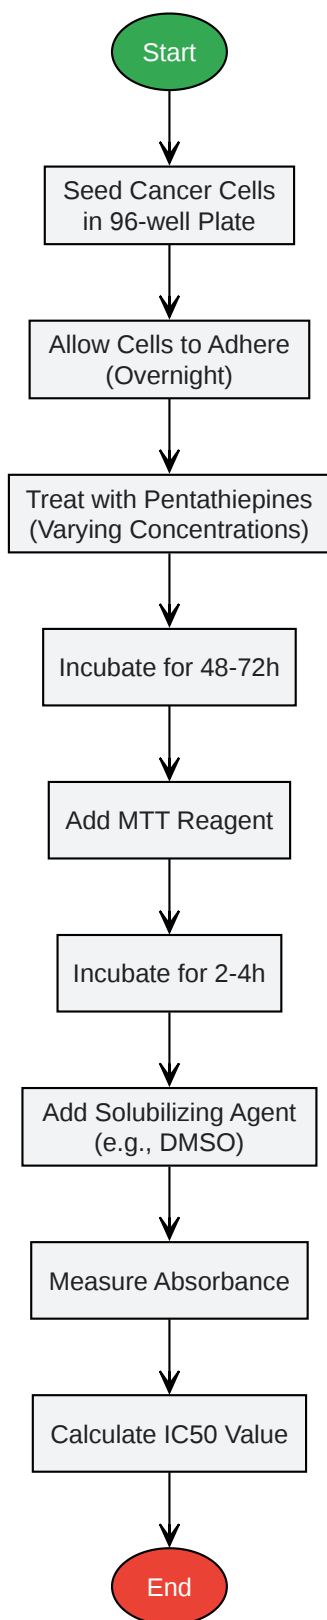 Start
Seed Cancer Cells
in 96-well Plate
Allow Cells to Adhere
(Overnight)
Treat with Pentathiepines
(Varying Concentrations)
Incubate for 48-72h
Add MTT Reagent
Incubate for 2-4h
Add Solubilizing Agent
(e.g., DMSO)
Measure Absorbance
Calculate IC50 Value
End